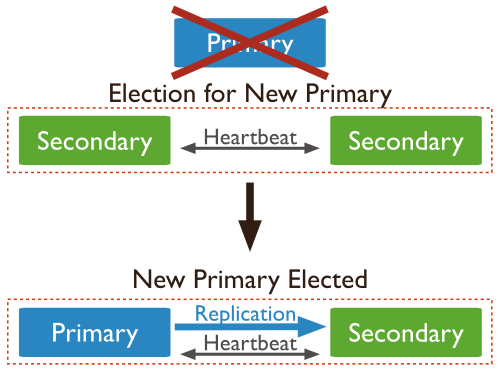 Primary
Election for New Primary
Secondary Heartbeat Secondary
New Primary Elected
Replication
Primary Secondary
Heartbeat